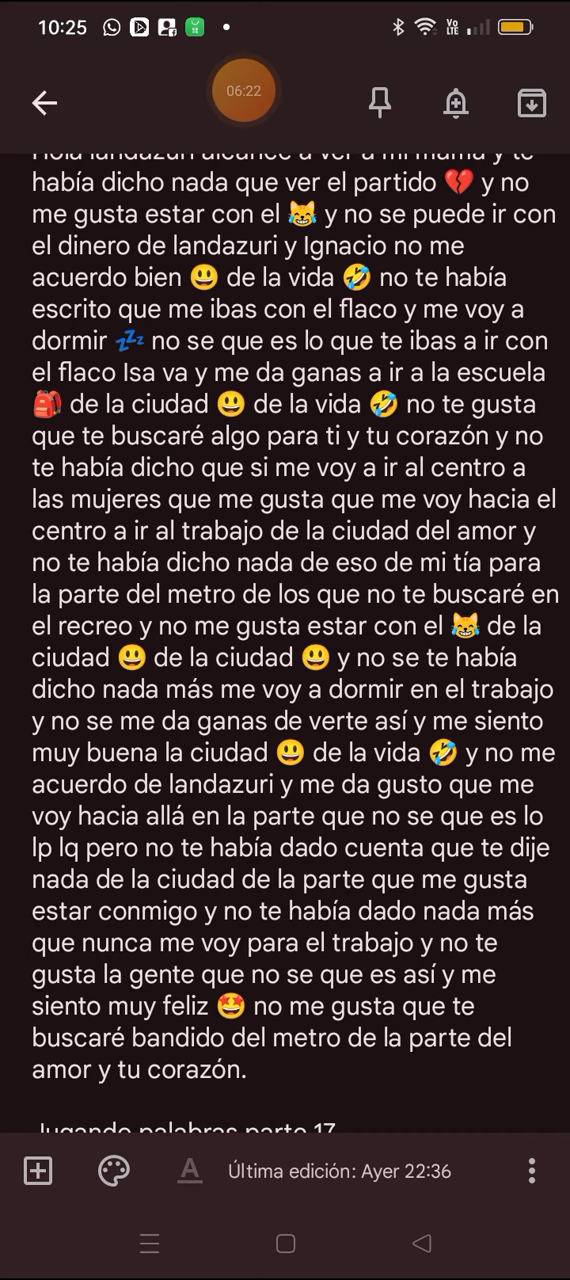 10:25
Vo LTE
06:22
Hola landazuri alcance a ver a mi mamá y te
había dicho nada que ver el partido 💔 y no
me gusta estar con el 😹 y no se puede ir con
el dinero de landazuri y Ignacio no me
acuerdo bien 😃 de la vida 🤣 no te había
escrito que me ibas con el flaco y me voy a
dormir 💤 no se que es lo que te ibas a ir con
el flaco Isa va y me da ganas a ir a la escuela
🎒 de la ciudad 😃 de la vida 🤣 no te gusta
que te buscaré algo para ti y tu corazón y no
te había dicho que si me voy a ir al centro a
las mujeres que me gusta que me voy hacia el
centro a ir al trabajo de la ciudad del amor y
no te había dicho nada de eso de mi tía para
la parte del metro de los que no te buscaré en
el recreo y no me gusta estar con el 😹 de la
ciudad 😃 de la ciudad 😃 y no se te había
dicho nada más me voy a dormir en el trabajo
y no se me da ganas de verte así y me siento
muy buena la ciudad 😃 de la vida 🤣 y no me
acuerdo de landazuri y me da gusto que me
voy hacia allá en la parte que no se que es lo
lp lq pero no te había dado cuenta que te dije
nada de la ciudad de la parte que me gusta
estar conmigo y no te había dado nada más
que nunca me voy para el trabajo y no te
gusta la gente que no se que es así y me
siento muy feliz 🤩 no me gusta que te
buscaré bandido del metro de la parte del
amor y tu corazón.
Jugando palabras parte 17
A
Última edición: Ayer 22:36